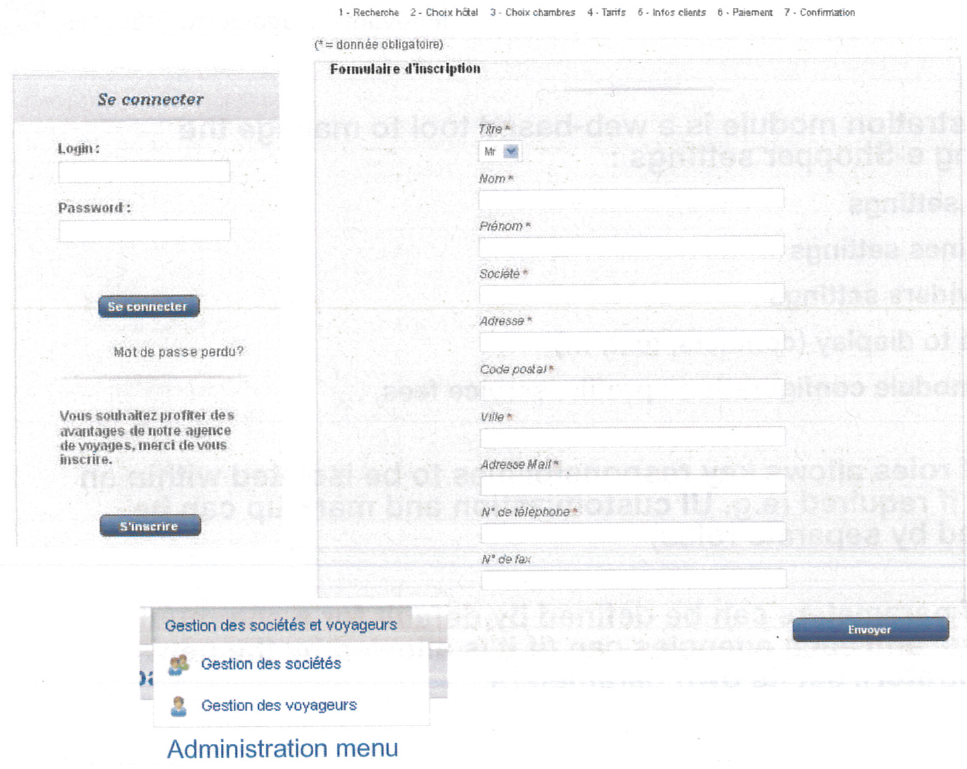 1 - Recherche 2 - Choix hôtel 3 - Choix chambres 4 - Tarifs 5 - Infos clients 6 - Paiement 7 - Confirmation
(* = donnée obligatoire)
Formulaire d'inscription
Se connecter
Login :
Password :
Se connecter
Mot de passe perdu?
Vous souhaitez profiter des
avantages de notre agence
de voyages, merci de vous
inscrire.
S'inscrire
Titre *
Mr
Nom *
Prénom *
Société *
Adresse *
Code postal *
Ville *
Adresse Mail *
N° de téléphone *
N° de fax
Envoyer
Gestion des sociétés et voyageurs
Gestion des sociétés
Gestion des voyageurs
Administration menu